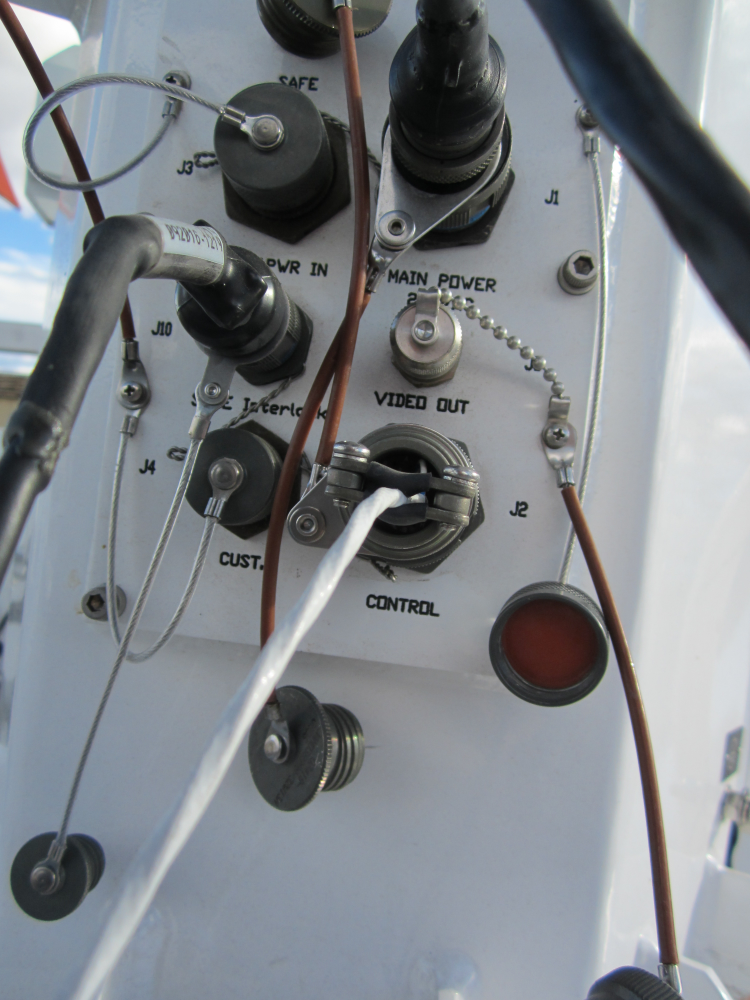 SAFE
J3
J1
PWR IN
MAIN POWER
J10
VIDEO OUT
J4
J2
CUST.
CONTROL